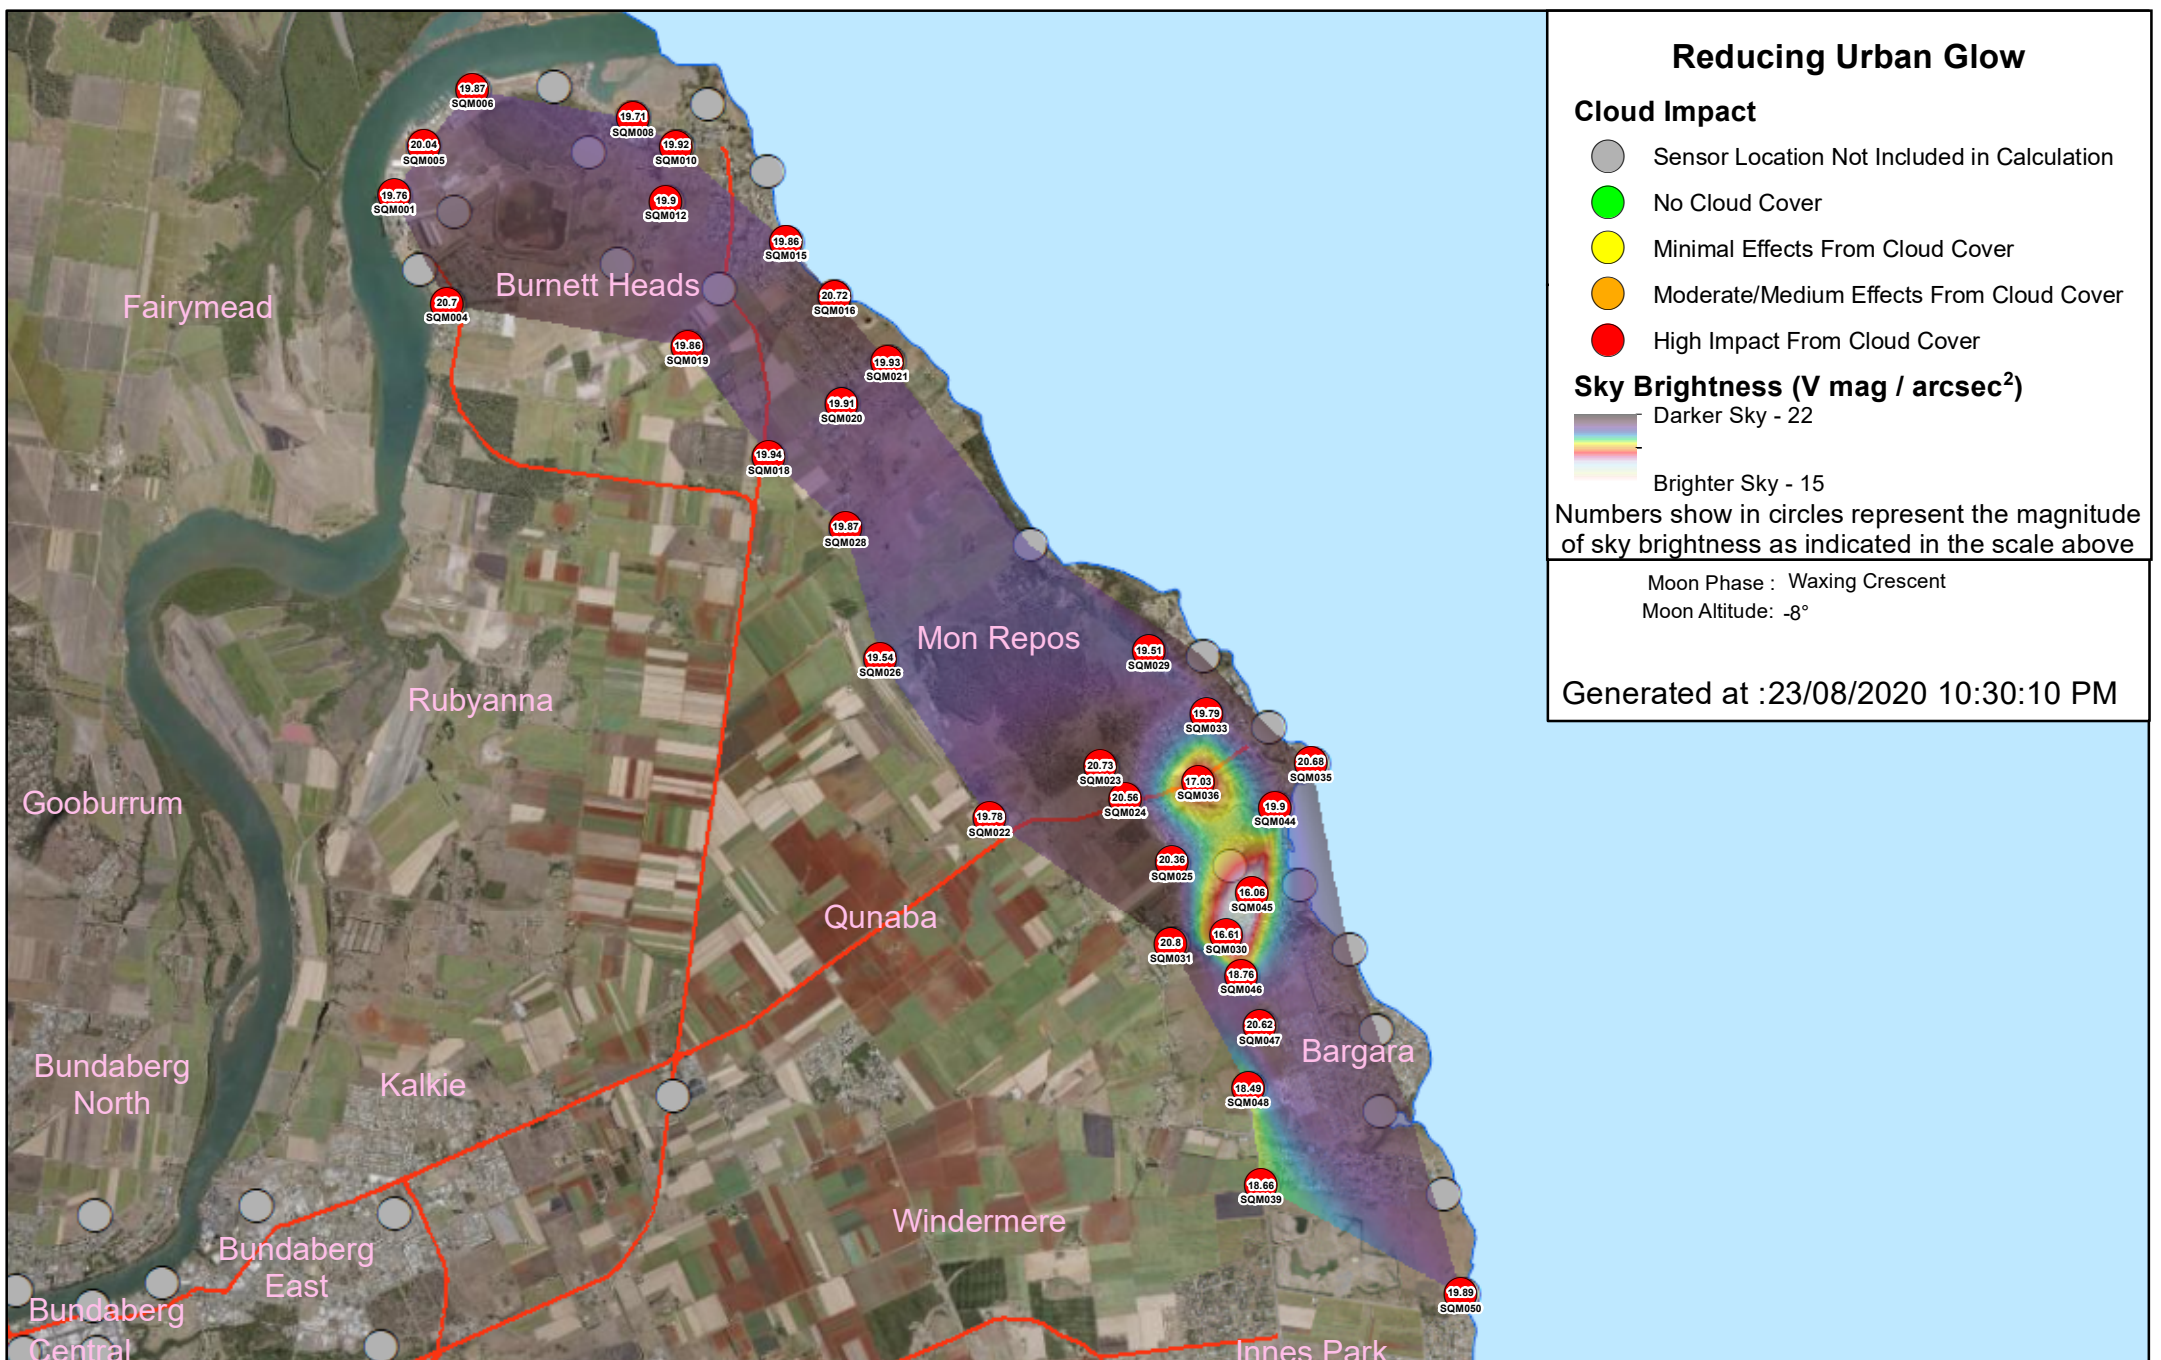 Reducing Urban Glow
Cloud Impact
Sensor Location Not Included in Calculation
No Cloud Cover
Minimal Effects From Cloud Cover
Moderate/Medium Effects From Cloud Cover
High Impact From Cloud Cover
Sky Brightness (V mag / arcsec²)
Darker Sky - 22
Brighter Sky - 15
Numbers show in circles represent the magnitude
of sky brightness as indicated in the scale above
Moon Phase : Waxing Crescent
Moon Altitude: -8°
Generated at :23/08/2020 10:30:10 PM
19.87
SQM006
19.71
SQM008
20.04
SQM005
19.92
SQM010
19.76
SQM001
19.9
SQM012
19.86
SQM015
Burnett Heads
Fairymead
20.7
SQM004
20.72
SQM016
19.86
SQM019
19.93
SQM021
19.91
SQM020
19.94
SQM018
19.87
SQM028
Mon Repos
19.54
SQM026
19.51
SQM029
Rubyanna
19.79
SQM033
20.73
SQM023
20.68
SQM035
17.03
SQM036
20.56
SQM024
19.9
SQM044
Gooburrum
19.78
SQM022
20.36
SQM025
16.06
SQM045
Qunaba
20.8
SQM031
16.61
SQM030
18.76
SQM046
20.62
SQM047
Bargara
Bundaberg
North
Kalkie
18.49
SQM048
18.66
SQM039
Windermere
Bundaberg
East
19.89
SQM050
Bundaberg
Central
Innes Park